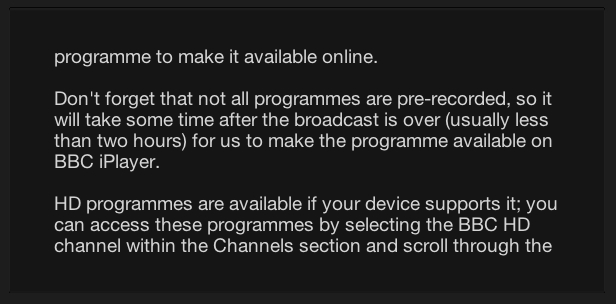 programme to make it available online.
Don't forget that not all programmes are pre-recorded, so it
will take some time after the broadcast is over (usually less
than two hours) for us to make the programme available on
BBC iPlayer.
HD programmes are available if your device supports it; you
can access these programmes by selecting the BBC HD
channel within the Channels section and scroll through the